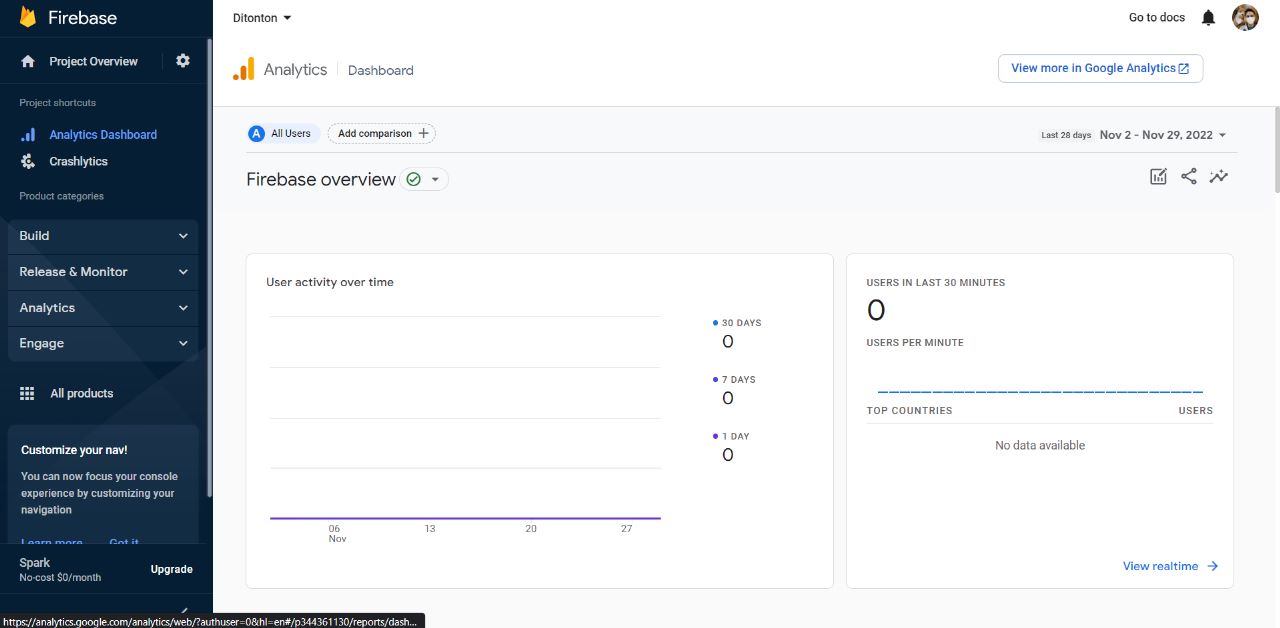 Firebase
Ditonton
Go to docs
Project Overview
Analytics
Dashboard
View more in Google Analytics
Project shortcuts
Analytics Dashboard
Crashlytics
Product categories
Build
Release & Monitor
Analytics
Engage
All products
Customize your nav!
You can now focus your console
experience by customizing your
navigation
Learn more Got it
Spark
No-cost $0/month
Upgrade
A All Users
Add comparison
Last 28 days Nov 2 - Nov 29, 2022
Firebase overview
User activity over time
30 DAYS
0
7 DAYS
0
1 DAY
0
06 13 20 27
Nov
USERS IN LAST 30 MINUTES
0
USERS PER MINUTE
TOP COUNTRIES USERS
No data available
View realtime
https://analytics.google.com/analytics/web/?authuser=0&hl=en#/p344361130/reports/dash...